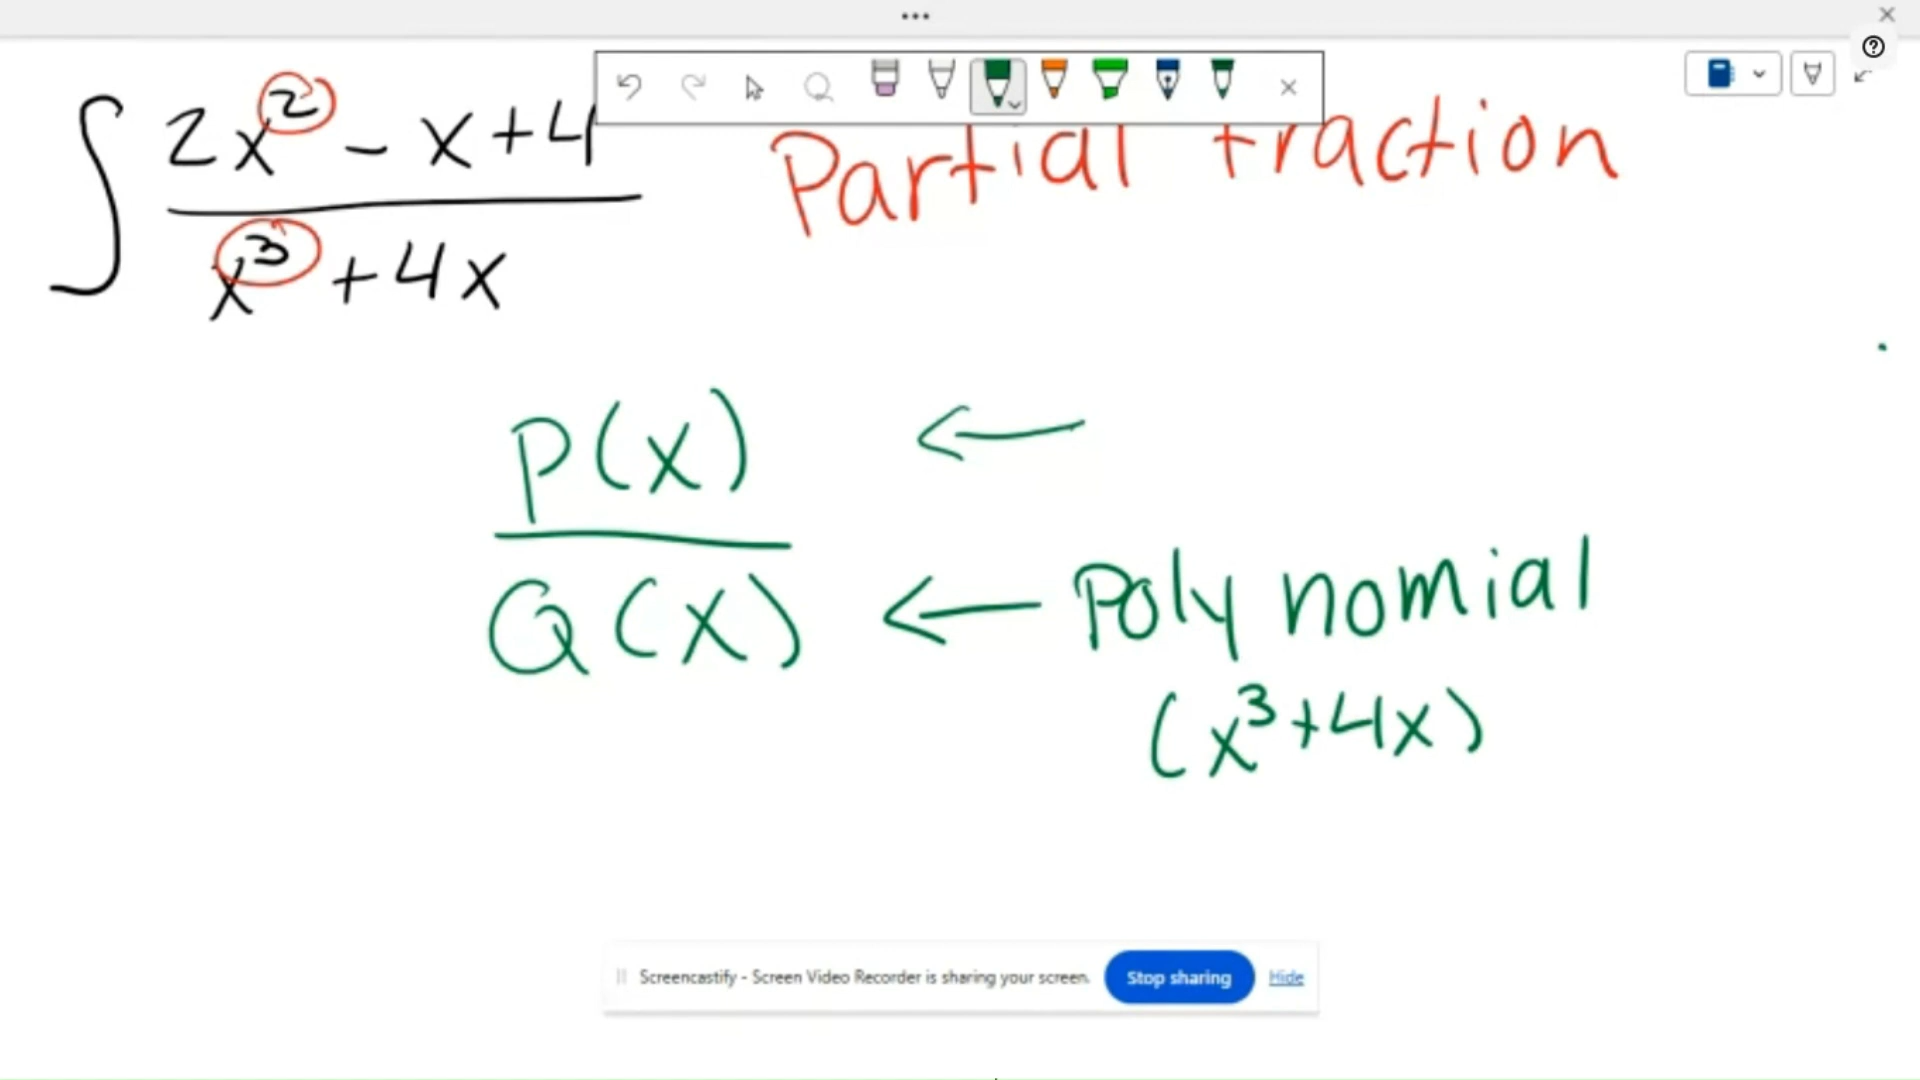 ∫ 2x² - x + 4
x³ + 4x
Partial fraction
P(x) ←
Q(x) ← Polynomial
(x³+4x)
Screencastify - Screen Video Recorder is sharing your screen. Stop sharing Hide